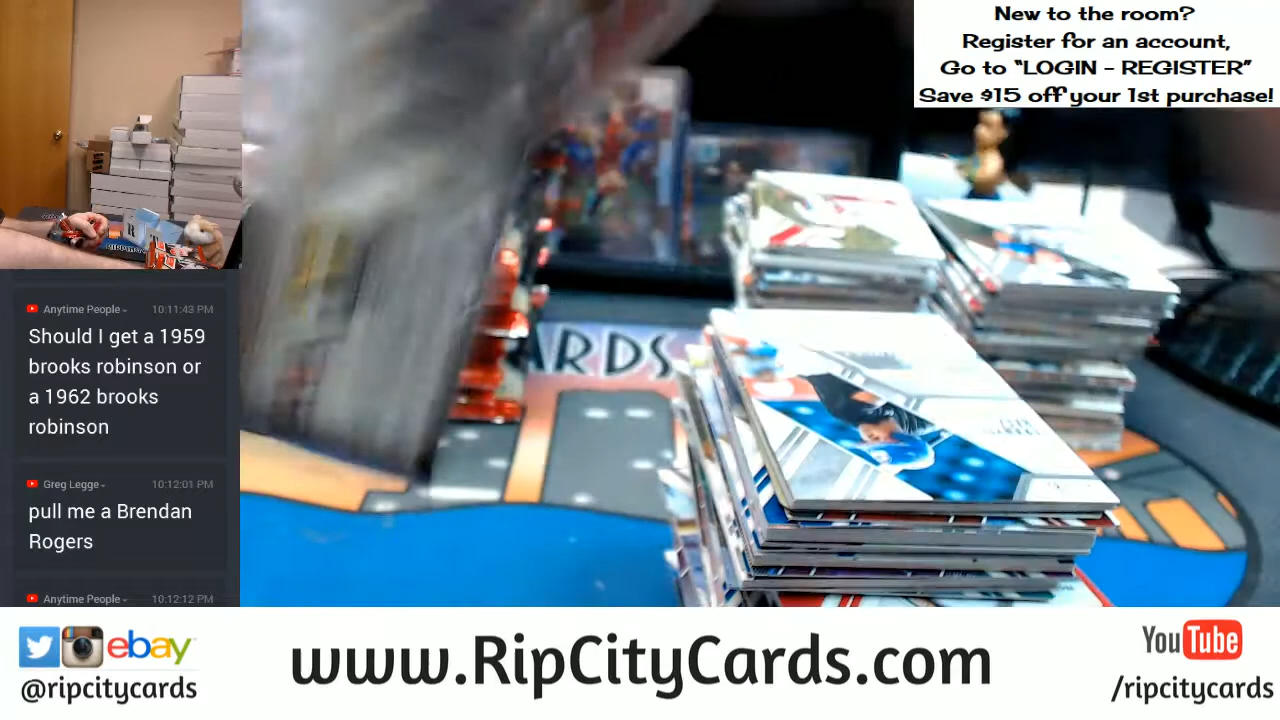 New to the room?
Register for an account,
Go to “LOGIN - REGISTER”
Save $15 off your 1st purchase!
Anytime People
10:11:43 PM
Should I get a 1959
brooks robinson or
a 1962 brooks
robinson
Greg Legge
10:12:01 PM
pull me a Brendan
Rogers
Anytime People
10:12:12 PM
ARDS
ebay
@ripcitycards
www.RipCityCards.com
YouTube
/ripcitycards